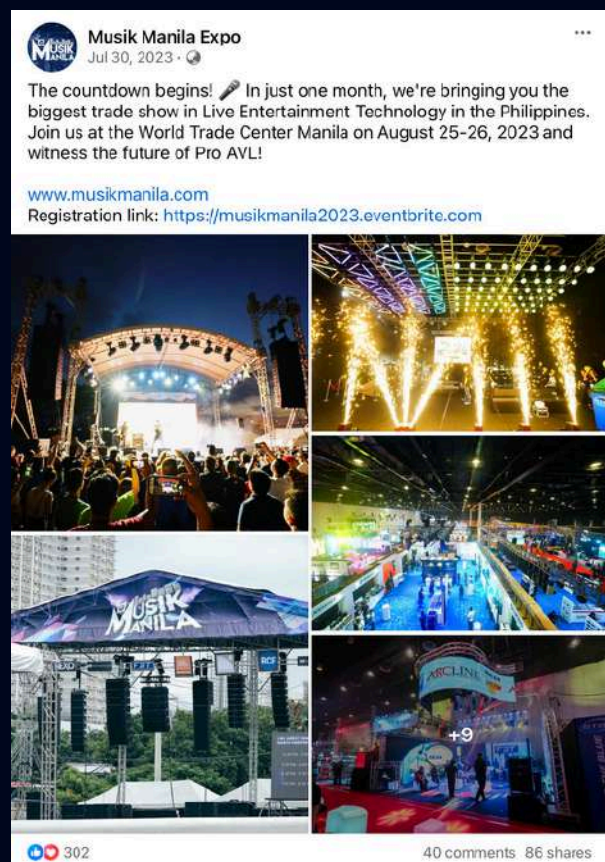 Musik Manila Expo
Jul 30, 2023 ·
The countdown begins! 🎤 In just one month, we're bringing you the
biggest trade show in Live Entertainment Technology in the Philippines.
Join us at the World Trade Center Manila on August 25-26, 2023 and
witness the future of Pro AVL!
www.musikmanila.com
Registration link: https://musikmanila2023.eventbrite.com
MUSIK
MANILA
RCF
ARCLINE
+9
302
40 comments 86 shares